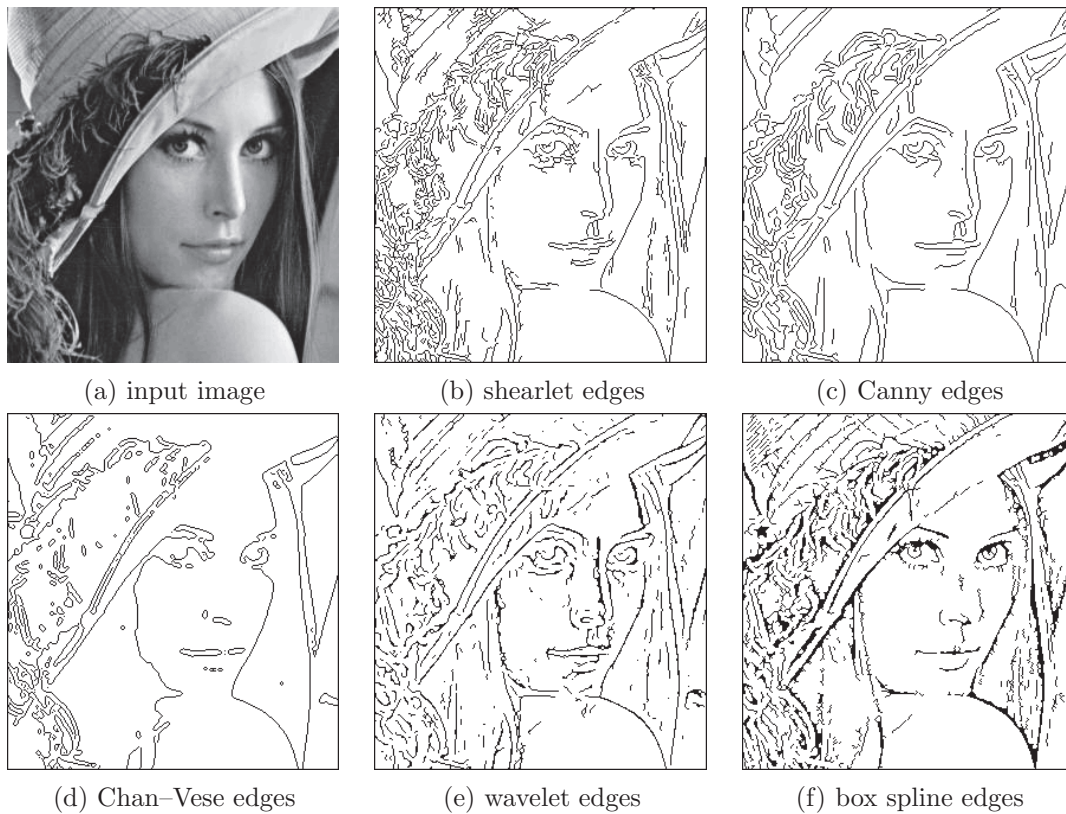 (a) input image
(b) shearlet edges
(c) Canny edges
(d) Chan–Vese edges
(e) wavelet edges
(f) box spline edges